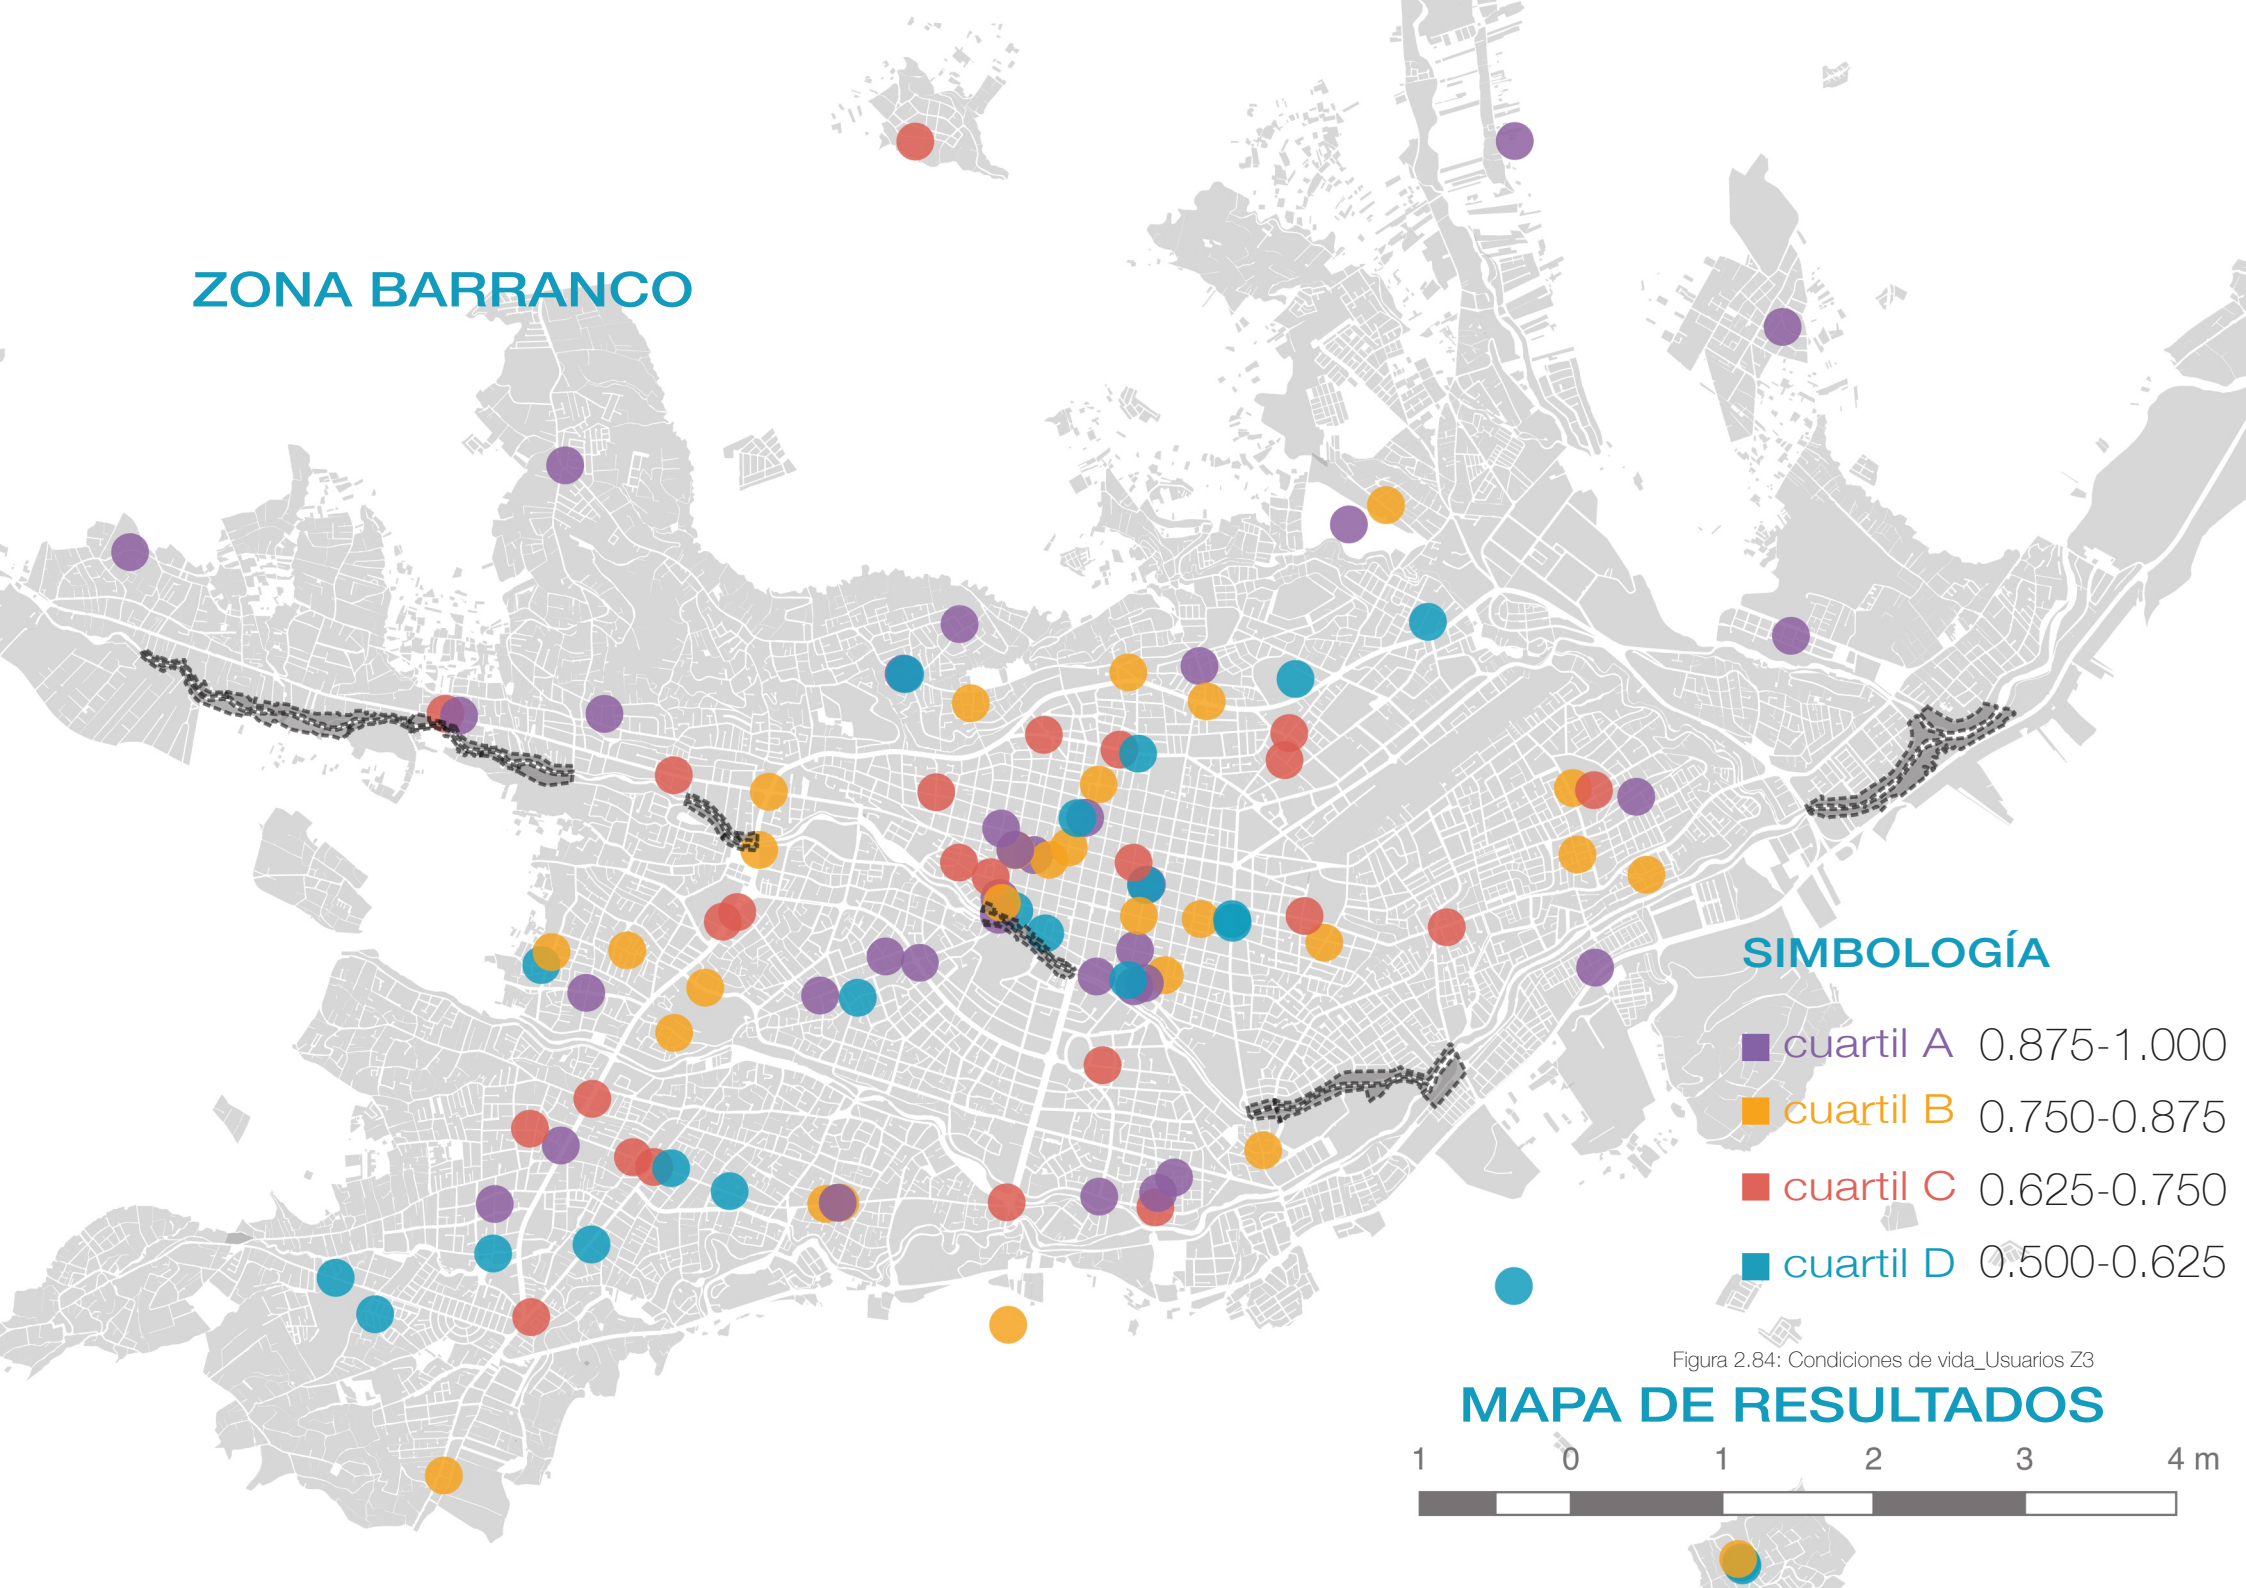 ZONA BARRANCO
SIMBOLOGÍA
cuartil A 0.875-1.000
cuartil B 0.750-0.875
cuartil C 0.625-0.750
cuartil D 0.500-0.625
Figura 2.84: Condiciones de vida_Usuarios Z3
MAPA DE RESULTADOS
1 0 1 2 3 4 m